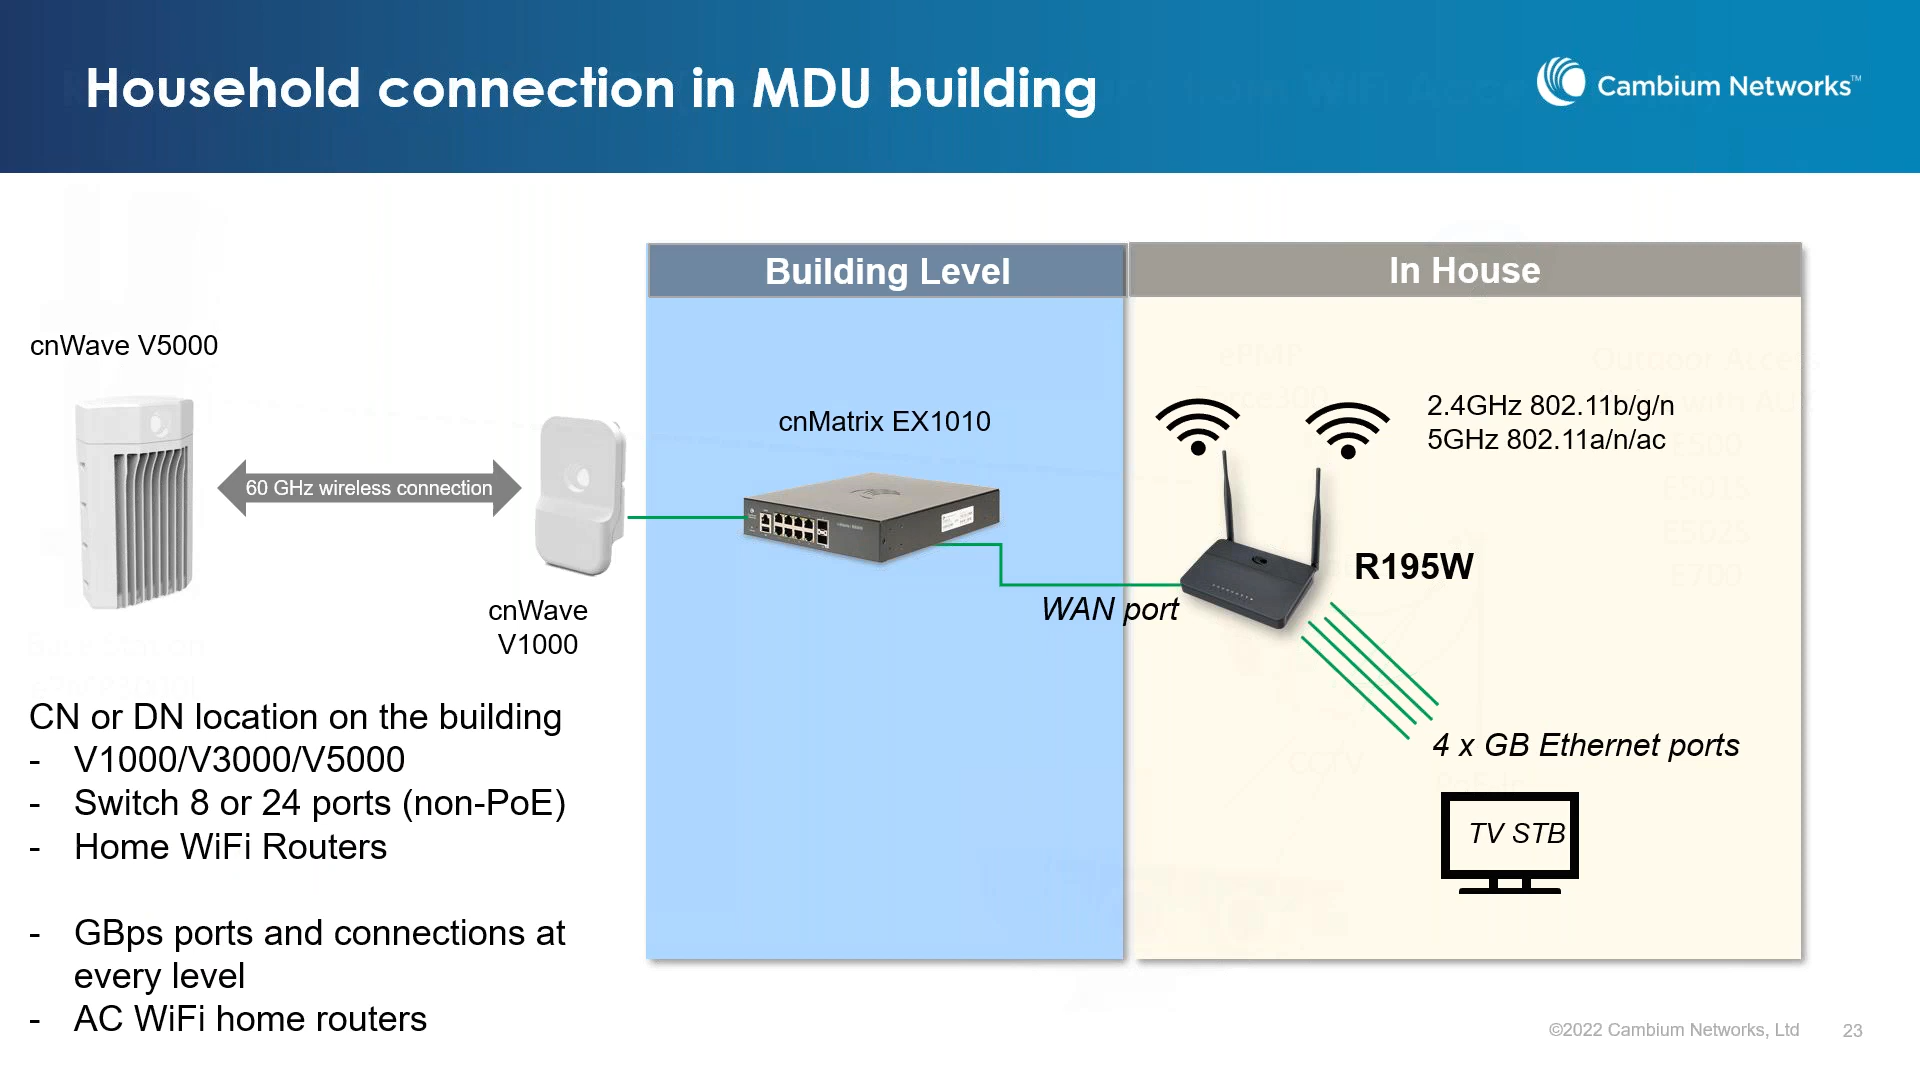 Household connection in MDU building
Cambium Networks™
Building Level
In House
cnWave V5000
60 GHz wireless connection
cnWave
V1000
cnMatrix EX1010
2.4GHz 802.11b/g/n
5GHz 802.11a/n/ac
R195W
WAN port
4 x GB Ethernet ports
TV STB
CN or DN location on the building
- V1000/V3000/V5000
- Switch 8 or 24 ports (non-PoE)
- Home WiFi Routers
- GBps ports and connections at
every level
- AC WiFi home routers
©2022 Cambium Networks, Ltd
23